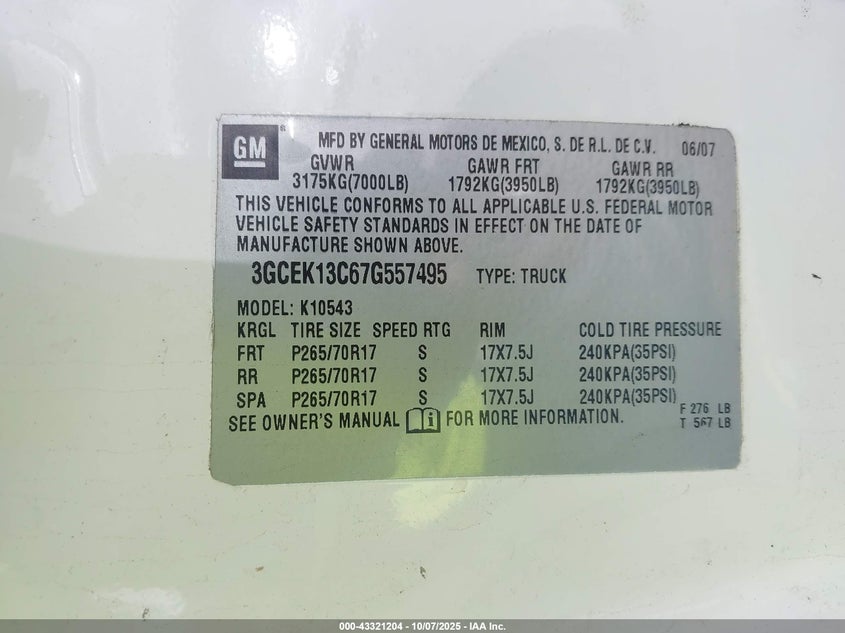 GM
MFD BY GENERAL MOTORS DE MEXICO, S. DE R.L. DE C.V. 06/07
GVWR GAWR FRT GAWR RR
3175KG(7000LB) 1792KG(3950LB) 1792KG(3950LB)
THIS VEHICLE CONFORMS TO ALL APPLICABLE U.S. FEDERAL MOTOR
VEHICLE SAFETY STANDARDS IN EFFECT ON THE DATE OF
MANUFACTURE SHOWN ABOVE.
3GCEK13C67G557495 TYPE: TRUCK
MODEL: K10543
KRGL TIRE SIZE SPEED RTG RIM COLD TIRE PRESSURE
FRT P265/70R17 S 17X7.5J 240KPA(35PSI)
RR P265/70R17 S 17X7.5J 240KPA(35PSI)
SPA P265/70R17 S 17X7.5J 240KPA(35PSI)
F 276 LB
SEE OWNER'S MANUAL i FOR MORE INFORMATION.
T 567 LB
000-43321204 - 10/07/2025 - IAA Inc.